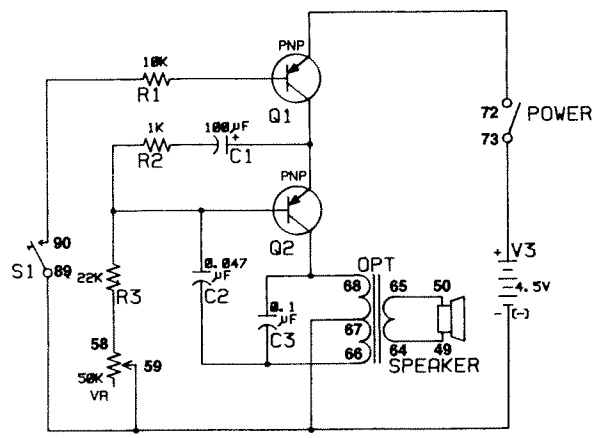 PNP
10K
R1
Q1
72
POWER
73
1K
100µF
+
R2
C1
PNP
Q2
90
S1
89
22K
R3
0.047
µF
C2
0.1
µF
C3
OPT
68
65
50
67
66
64
49
SPEAKER
+
V3
4.5V
-
(-)
58
59
50K
VR